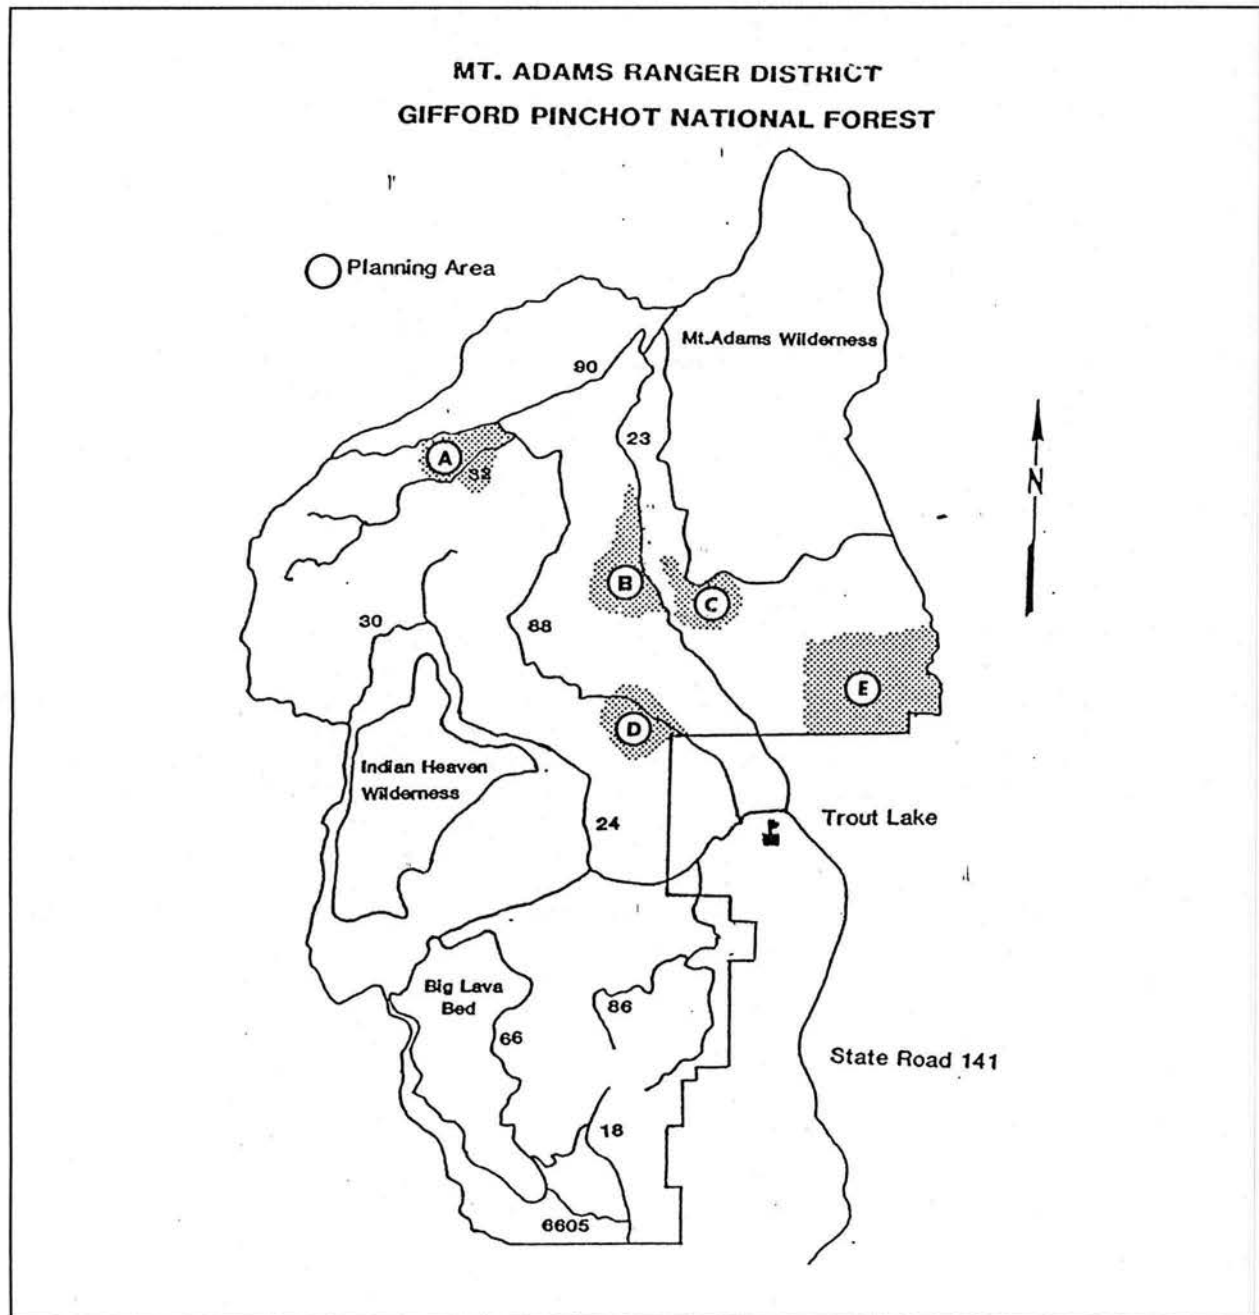 MT. ADAMS RANGER DISTRICT
GIFFORD PINCHOT NATIONAL FOREST
Planning Area
Mt.Adams Wilderness
90
23
A
32
N
B
C
30
88
E
D
Indian Heaven
Wilderness
24
Trout Lake
Big Lava
Bed
86
66
State Road 141
18
6605